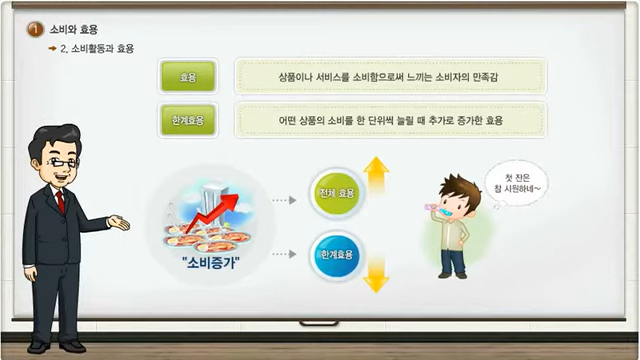 1 소비와 효용
2. 소비활동과 효용
효용
상품이나 서비스를 소비함으로써 느끼는 소비자의 만족감
한계효용
어떤 상품의 소비를 한 단위씩 늘릴 때 추가로 증가한 효용
전체 효용
첫 잔은
참 시원하네~
한계효용
"소비증가"